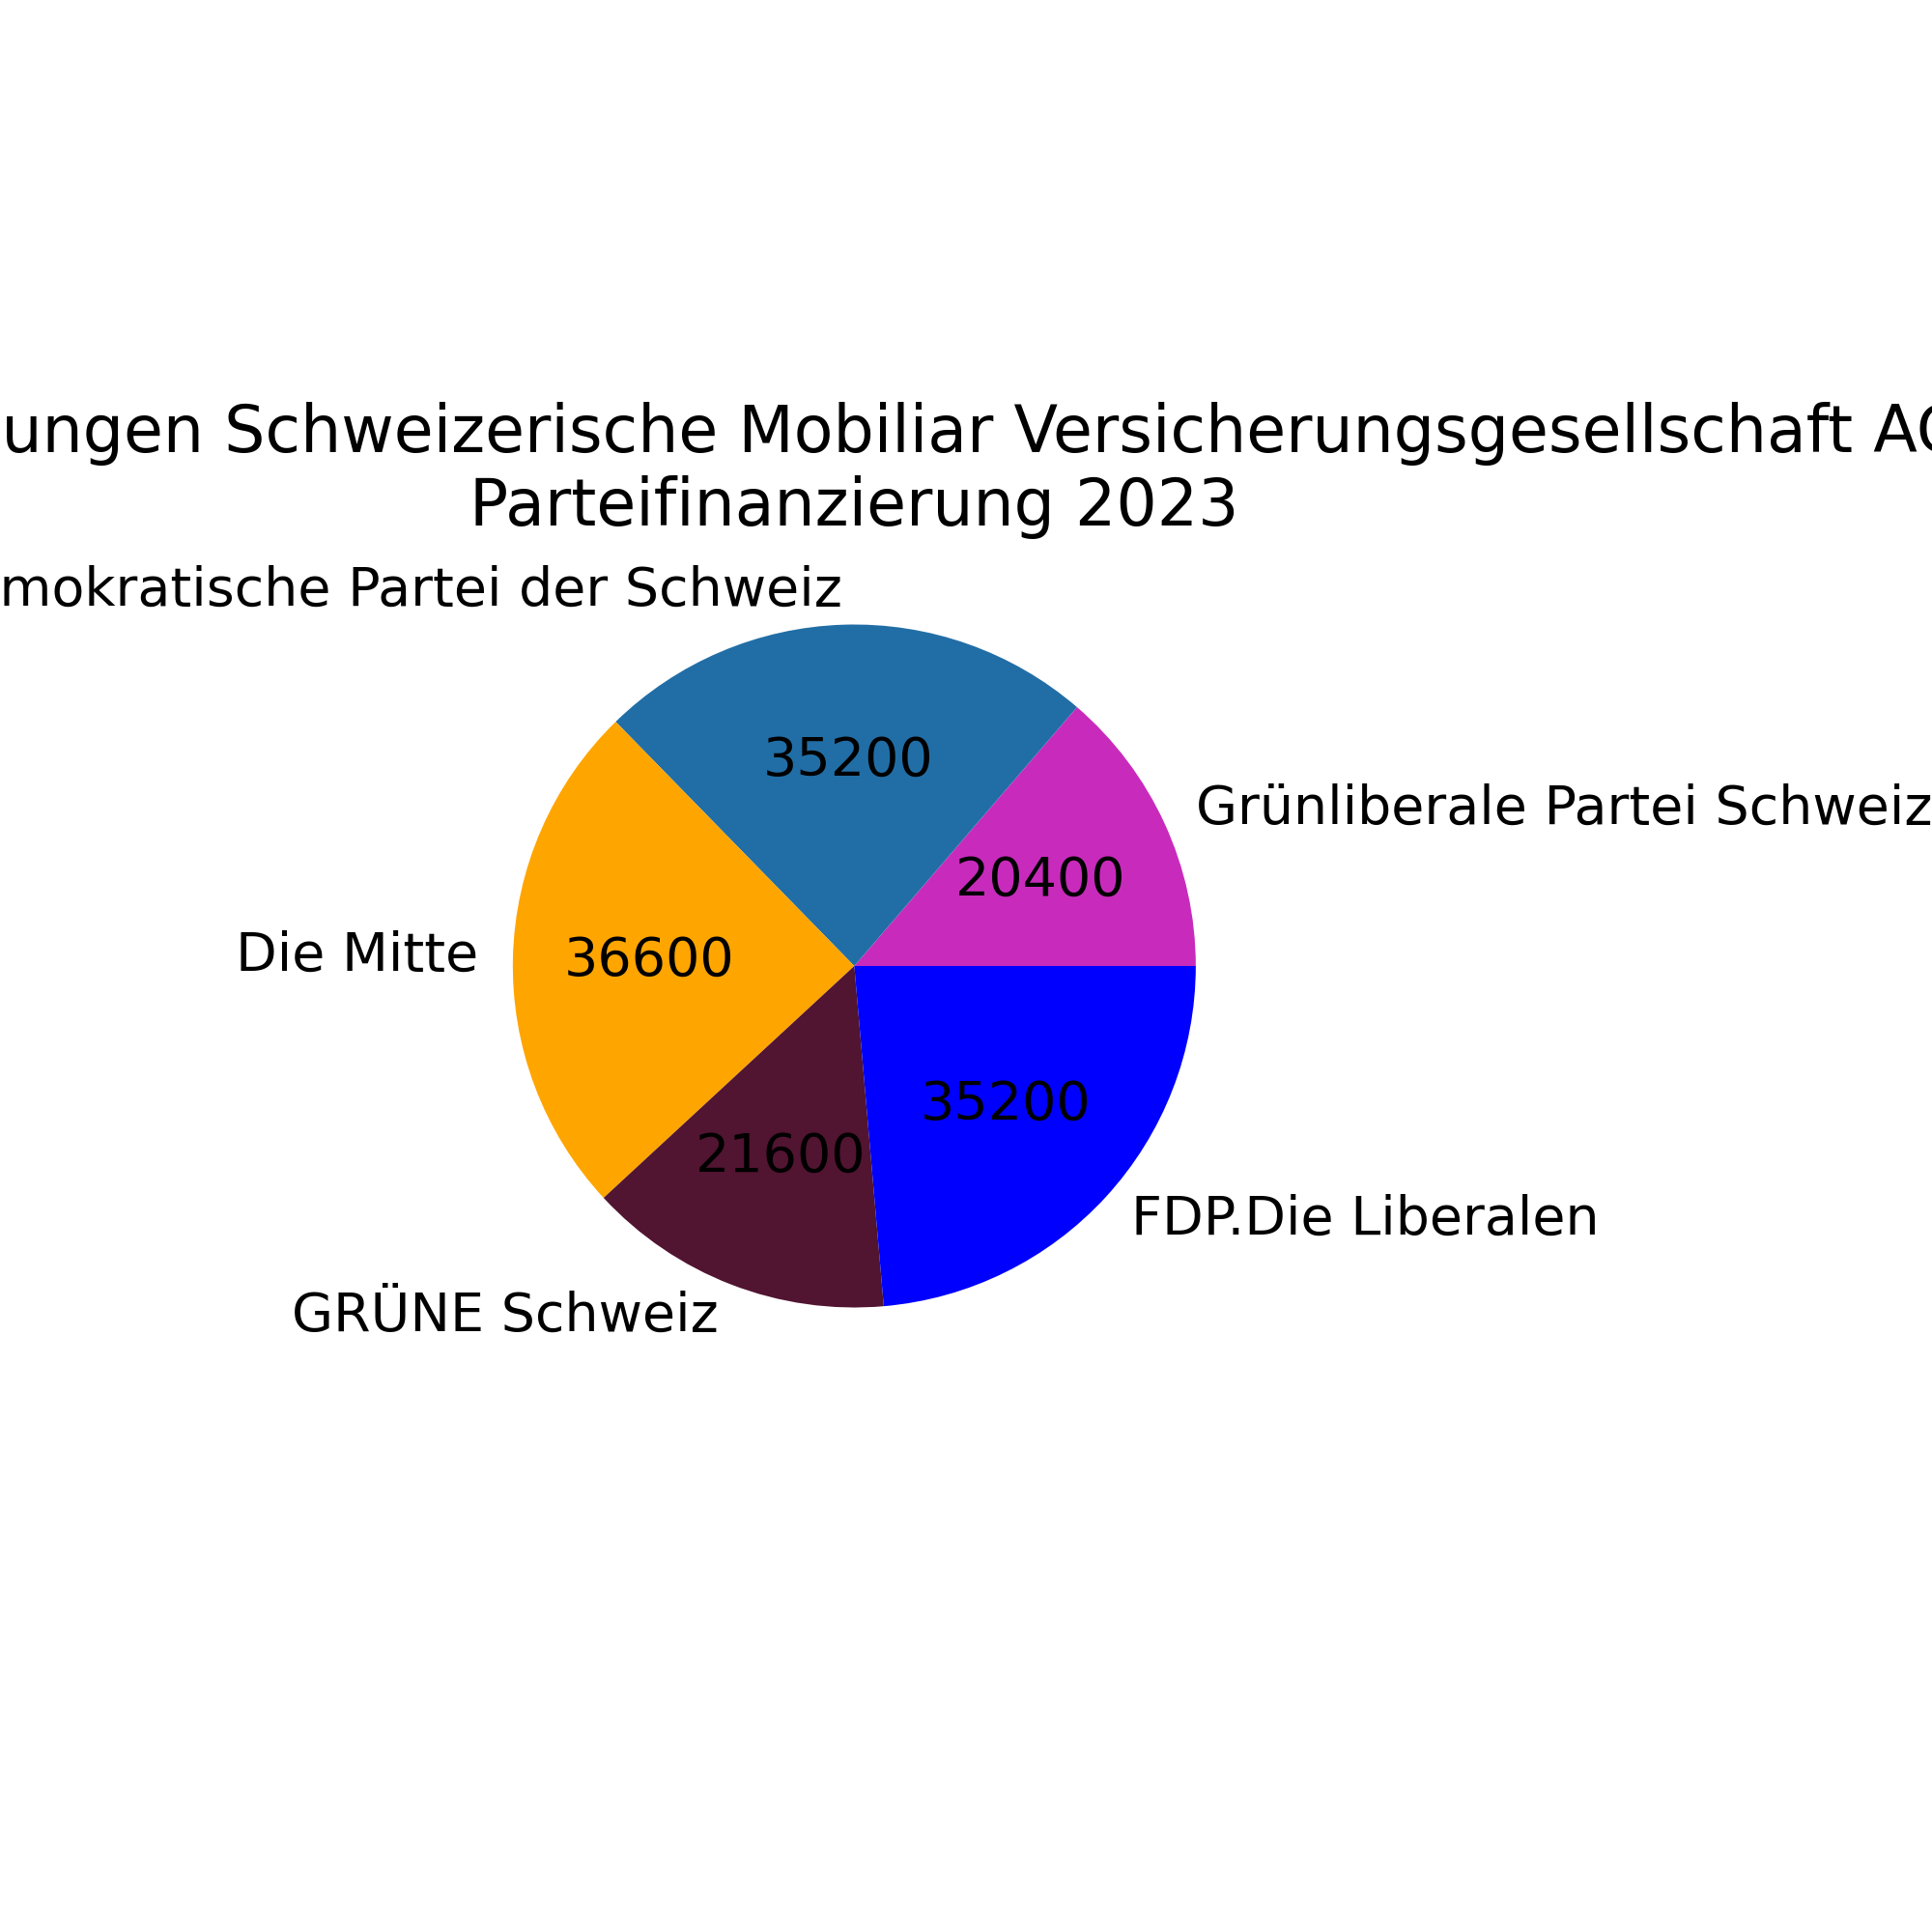 ungen Schweizerische Mobiliar Versicherungsgesellschaft AG
Parteifinanzierung 2023
mokratische Partei der Schweiz
35200
Grünliberale Partei Schweiz
20400
Die Mitte
36600
35200
21600
FDP.Die Liberalen
GRÜNE Schweiz